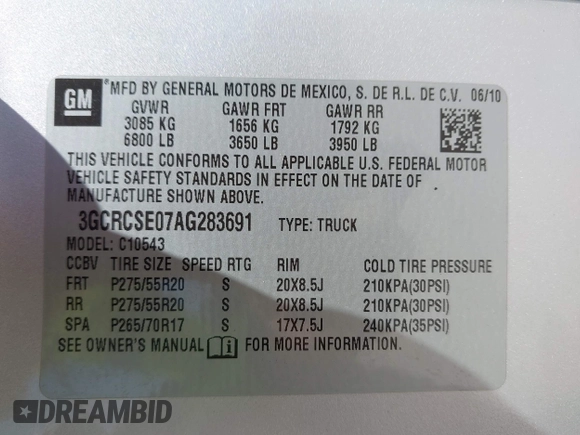 GM
*MFD BY GENERAL MOTORS DE MEXICO, S. DE R.L. DE C.V. 06/10
GVWR GAWR FRT GAWR RR
3085 KG 1656 KG 1792 KG
6800 LB 3650 LB 3950 LB
THIS VEHICLE CONFORMS TO ALL APPLICABLE U.S. FEDERAL MOTOR
VEHICLE SAFETY STANDARDS IN EFFECT ON THE DATE OF
MANUFACTURE SHOWN ABOVE.
3GCRCSE07AG283691 TYPE: TRUCK
MODEL: C10543
CCBV TIRE SIZE SPEED RTG RIM COLD TIRE PRESSURE
FRT P275/55R20 S 20X8.5J 210KPA(30PSI)
RR P275/55R20 S 20X8.5J 210KPA(30PSI)
SPA P265/70R17 S 17X7.5J 240KPA(35PSI)
SEE OWNER'S MANUAL i FOR MORE INFORMATION.
DREAMBID